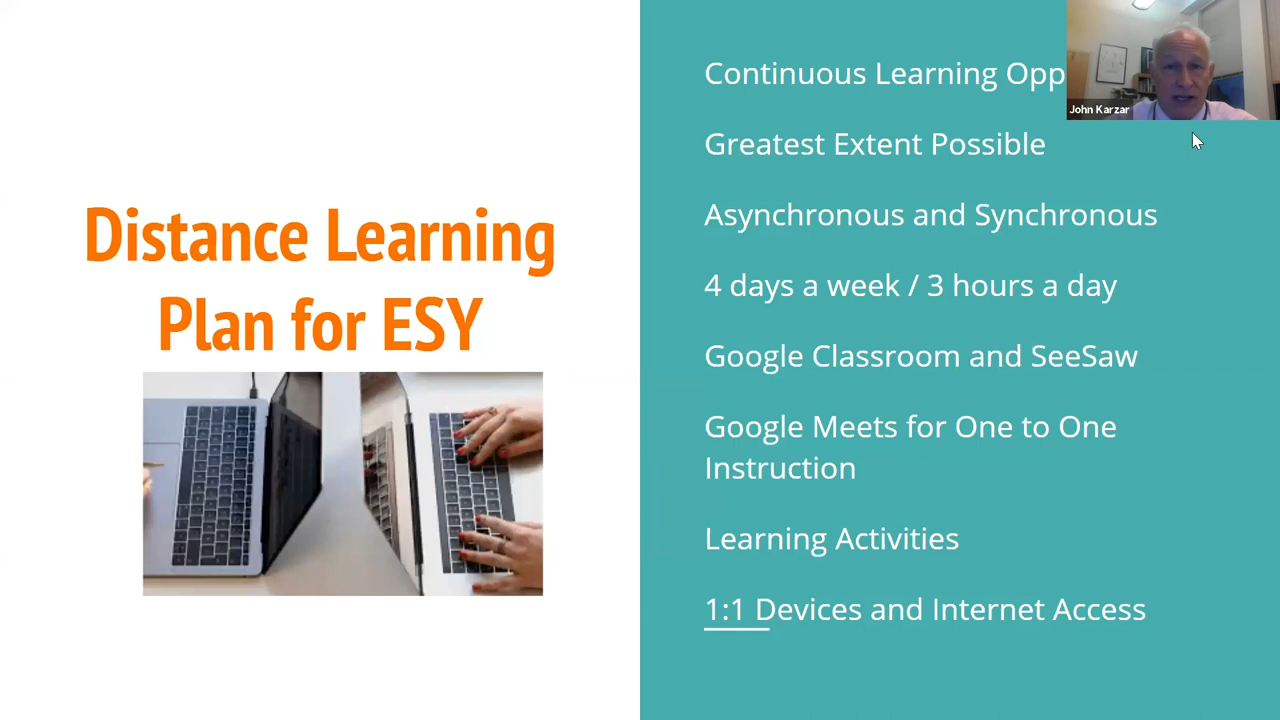 Distance Learning
Plan for ESY
Continuous Learning Opp
John Karzar
Greatest Extent Possible
Asynchronous and Synchronous
4 days a week / 3 hours a day
Google Classroom and SeeSaw
Google Meets for One to One
Instruction
Learning Activities
1:1 Devices and Internet Access